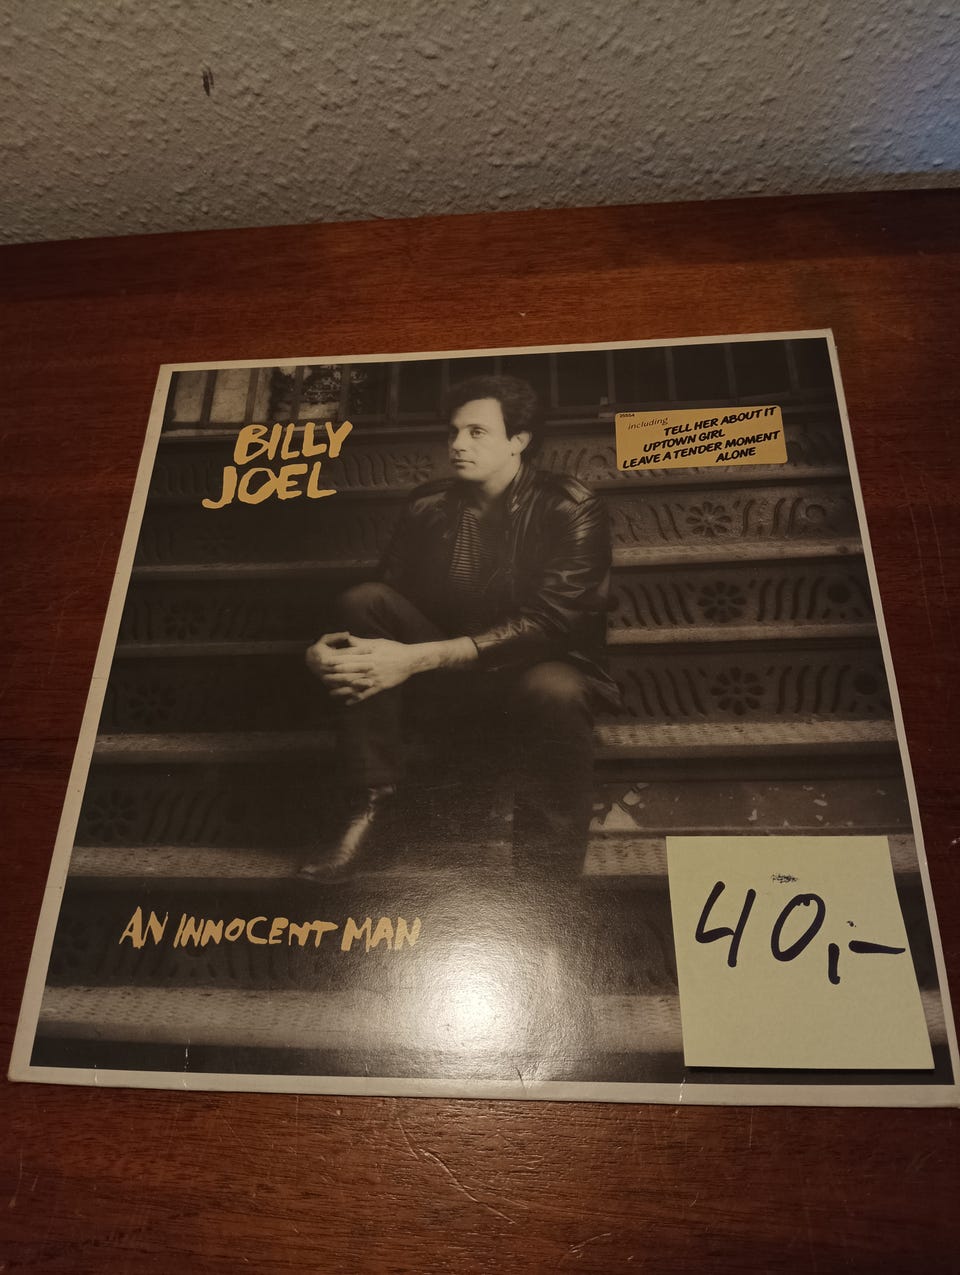 BILLY
JOEL
25554
including
TELL HER ABOUT IT
UPTOWN GIRL
LEAVE A TENDER MOMENT
ALONE
AN INNOCENT MAN
40,-